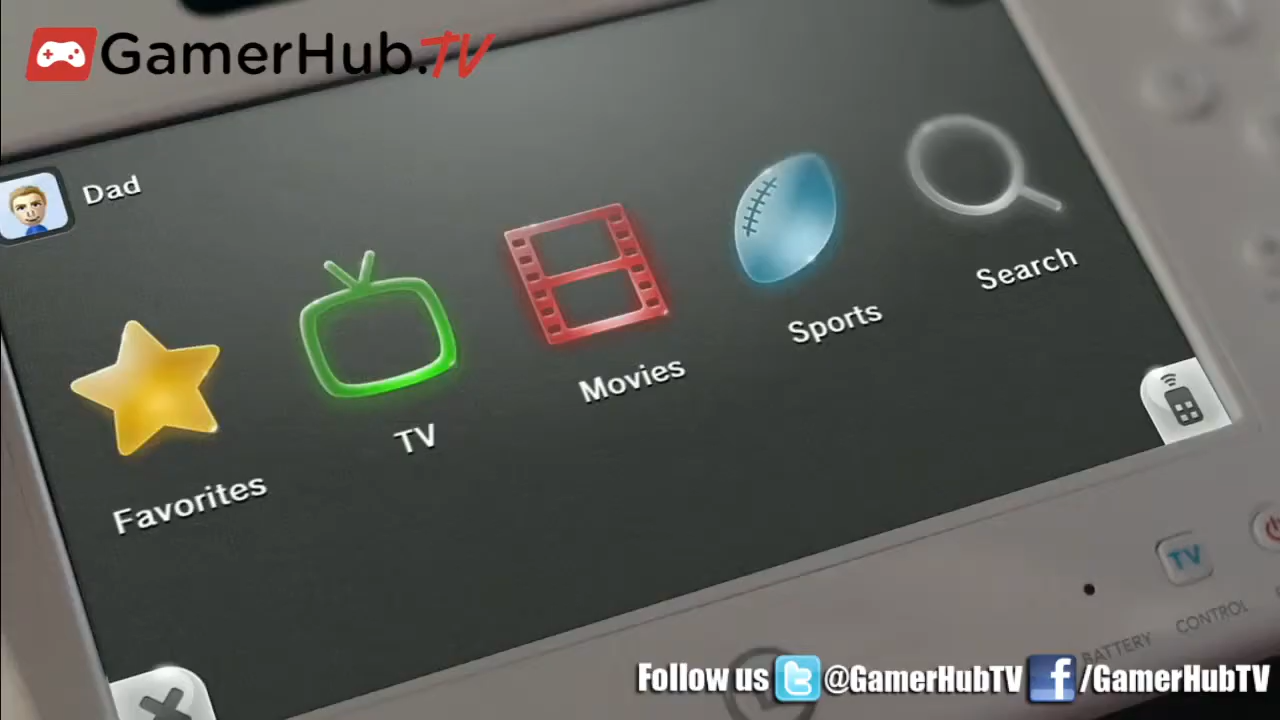 GamerHub.TV
Dad
Favorites
TV
Movies
Sports
Search
TV
BATTERY
CONTROL
Follow us @GamerHubTV /GamerHubTV